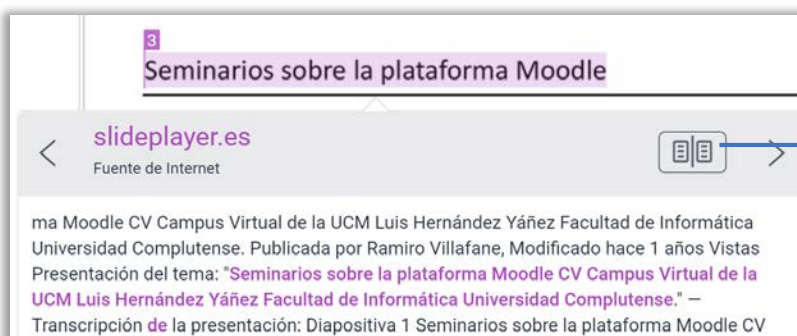 3
Seminarios sobre la plataforma Moodle
slideplayer.es
Fuente de Internet
ma Moodle CV Campus Virtual de la UCM Luis Hernández Yáñez Facultad de Informática
Universidad Complutense. Publicada por Ramiro Villafane, Modificado hace 1 años Vistas
Presentación del tema: "Seminarios sobre la plataforma Moodle CV Campus Virtual de la
UCM Luis Hernández Yáñez Facultad de Informática Universidad Complutense." —
Transcripción de la presentación: Diapositiva 1 Seminarios sobre la plataforma Moodle CV